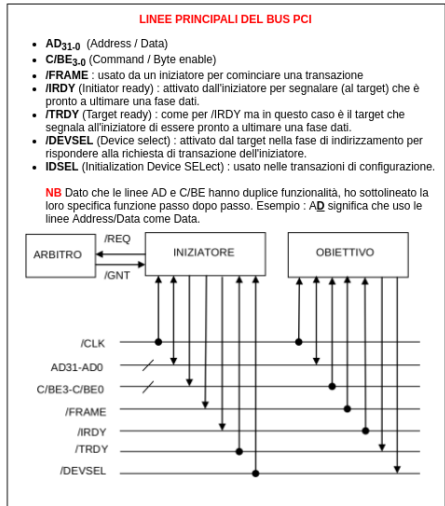 LINEE PRINCIPALI DEL BUS PCI
• AD31-0 (Address / Data)
• C/BE3-0 (Command / Byte enable)
• /FRAME : usato da un iniziatore per cominciare una transazione
• /IRDY (Initiator ready) : attivato dall'iniziatore per segnalare (al target) che è
pronto a ultimare una fase dati.
• /TRDY (Target ready) : come per /IRDY ma in questo caso è il target che
segnala all'iniziatore di essere pronto a ultimare una fase dati.
• /DEVSEL (Device select) : attivato dal target nella fase di indirizzamento per
rispondere alla richiesta di transazione dell'iniziatore.
• IDSEL (Initialization Device SELect) : usato nelle transazioni di configurazione.
NB Dato che le linee AD e C/BE hanno duplice funzionalità, ho sottolineato la
loro specifica funzione passo dopo passo. Esempio : AD significa che uso le
linee Address/Data come Data.
/REQ
ARBITRO
INIZIATORE
OBIETTIVO
/GNT
/CLK
AD31-AD0
C/BE3-C/BE0
/FRAME
/IRDY
/TRDY
/DEVSEL